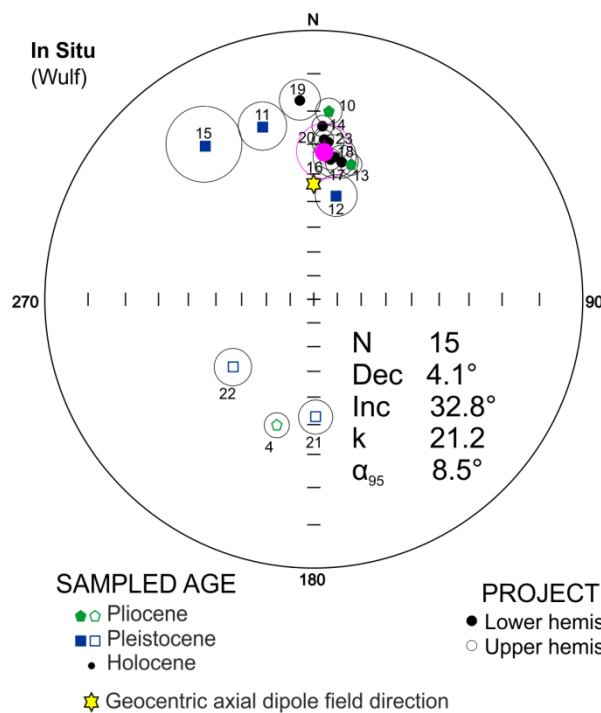 In Situ
(Wulf)
N
19
10
11
14
15
20
23
18
16
17
13
12
270
90
22
4
21
N 15
Dec 4.1°
Inc 32.8°
k 21.2
α95 8.5°
180
SAMPLED AGE
Pliocene
Pleistocene
Holocene
Geocentric axial dipole field direction
PROJECT
Lower hemis
Upper hemis